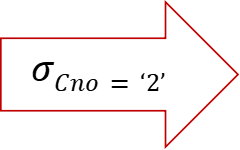 σCno = ‘2’